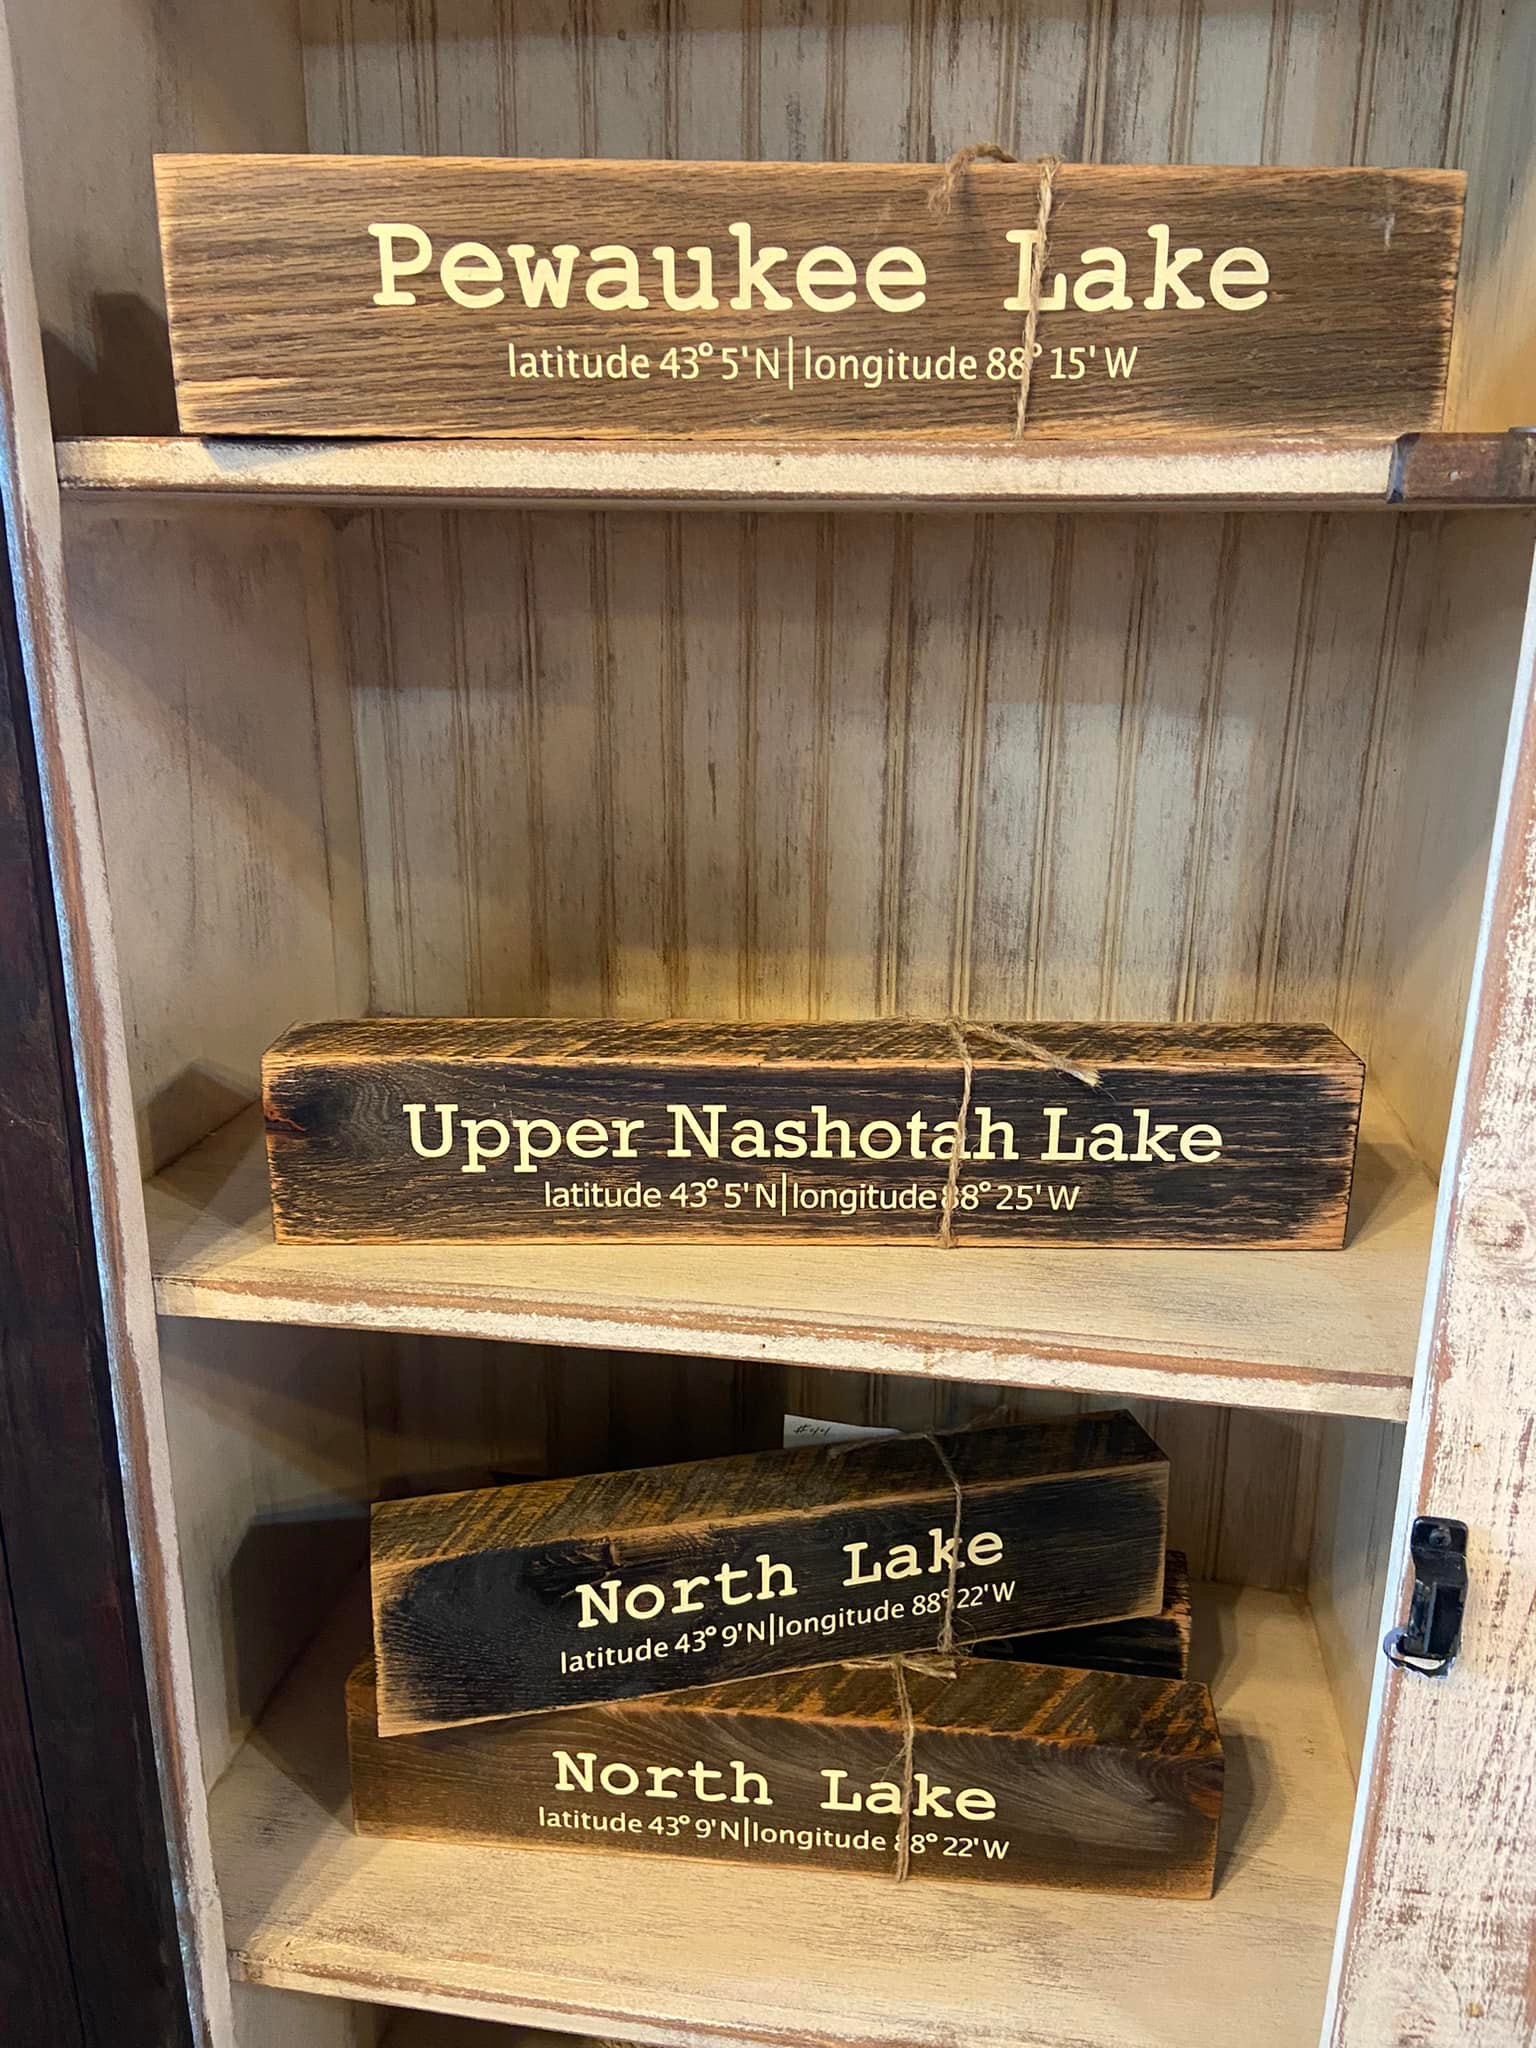 Pewaukee Lake
latitude 43° 5' N|longitude 88° 15' W
Upper Nashotah Lake
latitude 43° 5' N|longitude 88° 25' W
North Lake
latitude 43° 9' N|longitude 88° 22' W
North Lake
latitude 43° 9' N|longitude 88° 22' W